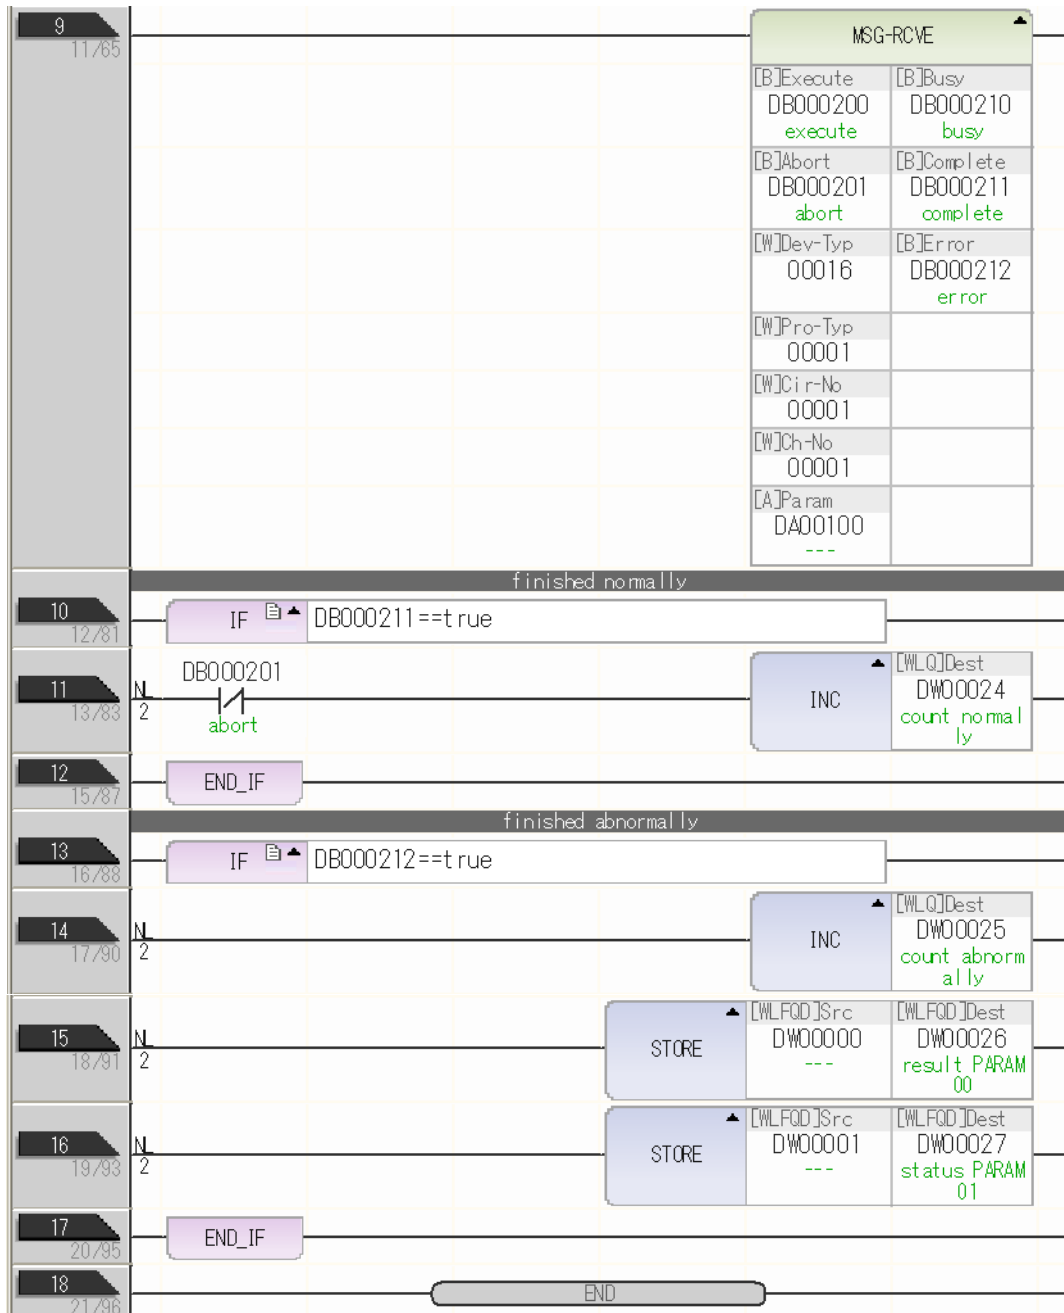 9
11/65
MSG-RCVE
[B]Execute [B]Busy
DB000200 DB000210
execute busy
[B]Abort [B]Complete
DB000201 DB000211
abort complete
[W]Dev-Typ [B]Error
00016 DB000212
error
[W]Pro-Typ
00001
[W]Cir-No
00001
[W]Ch-No
00001
[A]Param
DA00100
---
finished normally
10
12/81
IF DB000211==true
11
13/83
NL
2
DB000201
abort
INC
[WLQ]Dest
DW00024
count normal
ly
12
15/87
END_IF
finished abnormally
13
16/88
IF DB000212==true
14
17/90
NL
2
INC
[WLQ]Dest
DW00025
count abnorm
ally
15
18/91
NL
2
STORE
[WLFQD]Src [WLFQD]Dest
DW00000 DW00026
--- result PARAM
00
16
19/93
NL
2
STORE
[WLFQD]Src [WLFQD]Dest
DW00001 DW00027
--- status PARAM
01
17
20/95
END_IF
18
21/96
END